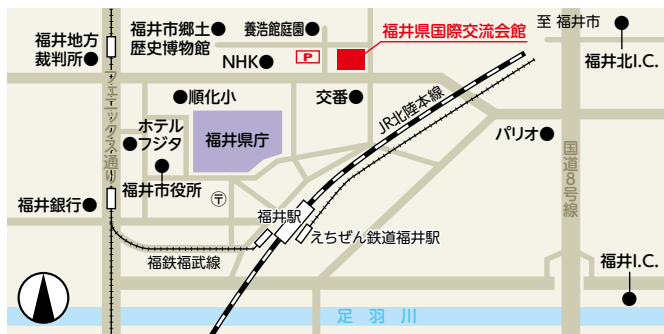 福井市郷土
歴史博物館
養浩館庭園
福井県国際交流会館
至 福井市
福井地方
裁判所
NHK
P
福井北I.C.
フェニックス通り
順化小
交番
JR北陸本線
ホテル
フジタ
福井県庁
パリオ
国道8号線
福井市役所
福井銀行
〒
福井駅
えちぜん鉄道福井駅
福鉄福武線
福井I.C.
足羽川